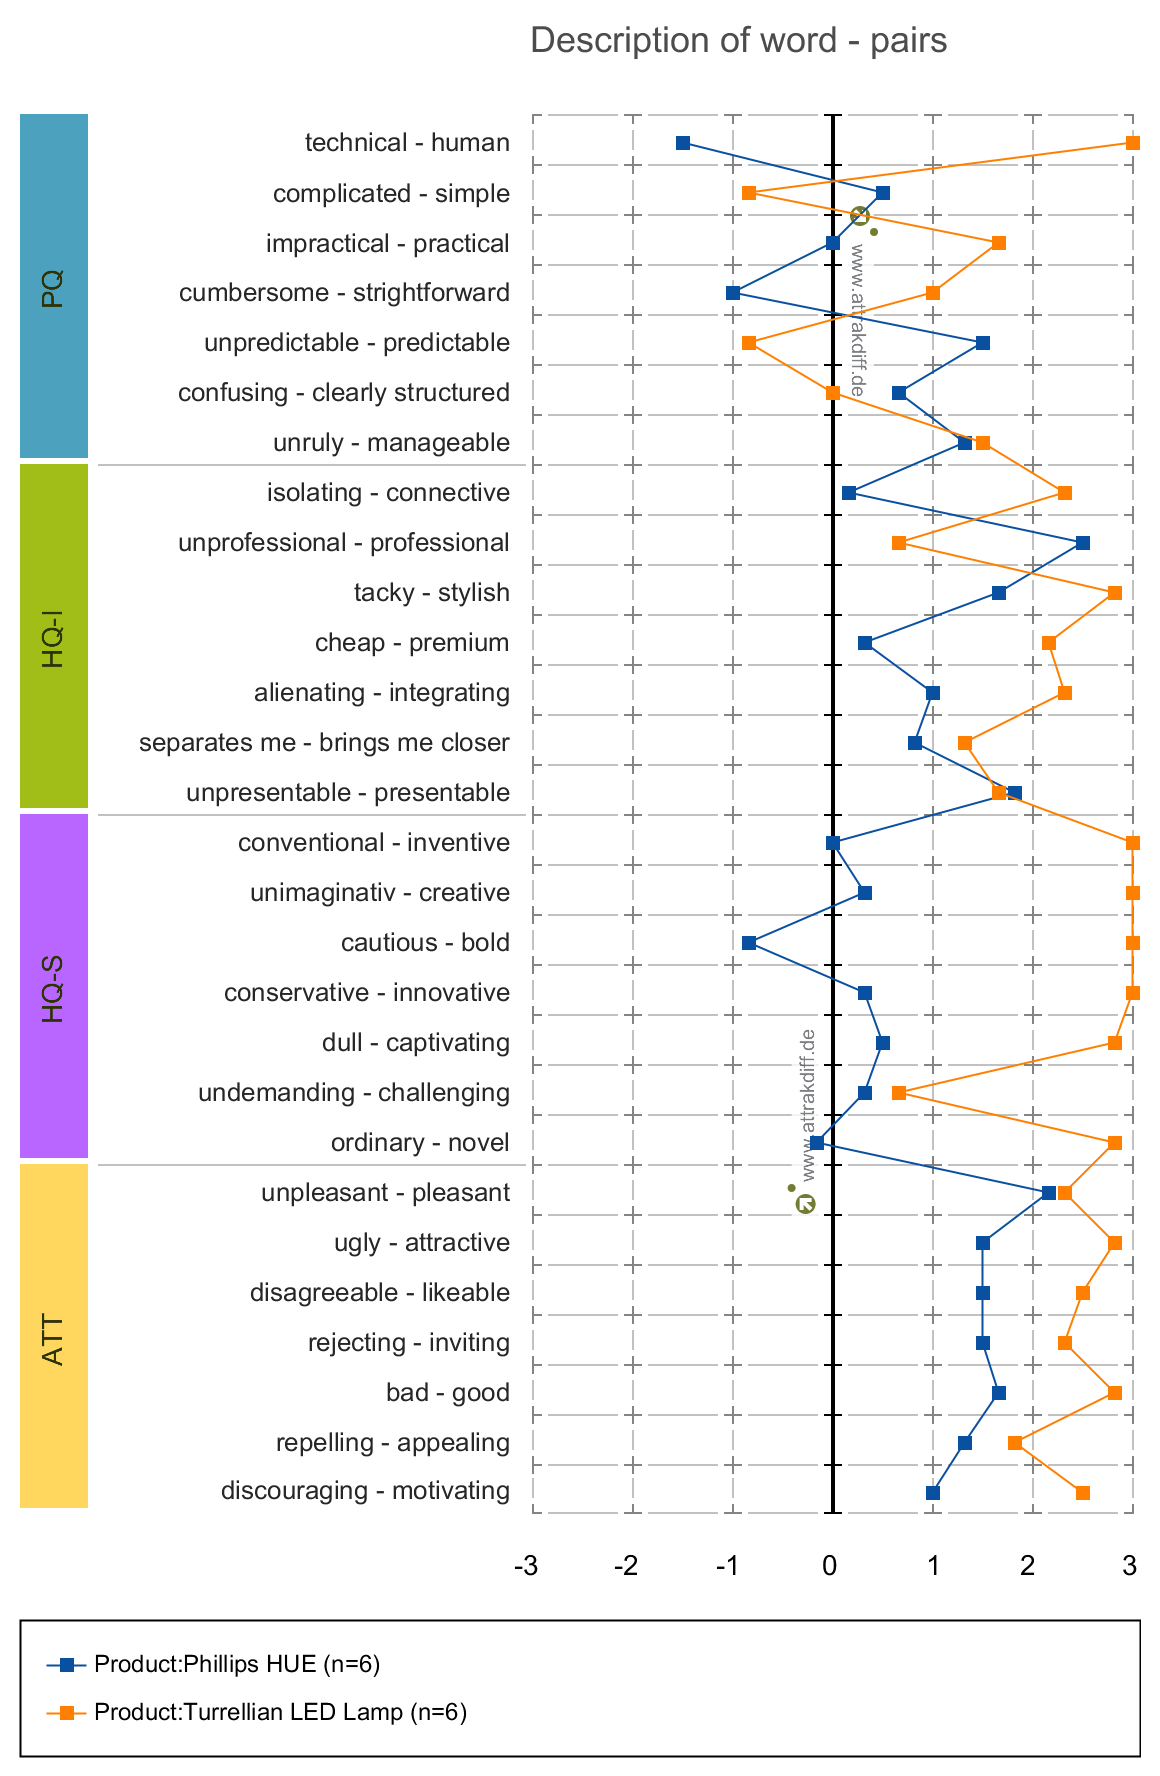 Description of word - pairs
PQ
technical - human
complicated - simple
impractical - practical
cumbersome - strightforward
unpredictable - predictable
confusing - clearly structured
unruly - manageable
www.attrakdiff.de
HQ-I
isolating - connective
unprofessional - professional
tacky - stylish
cheap - premium
alienating - integrating
separates me - brings me closer
unpresentable - presentable
HQ-S
conventional - inventive
unimaginativ - creative
cautious - bold
conservative - innovative
dull - captivating
undemanding - challenging
ordinary - novel
www.attrakdiff.de
ATT
unpleasant - pleasant
ugly - attractive
disagreeable - likeable
rejecting - inviting
bad - good
repelling - appealing
discouraging - motivating
-3 -2 -1 0 1 2 3
Product:Phillips HUE (n=6)
Product:Turrellian LED Lamp (n=6)